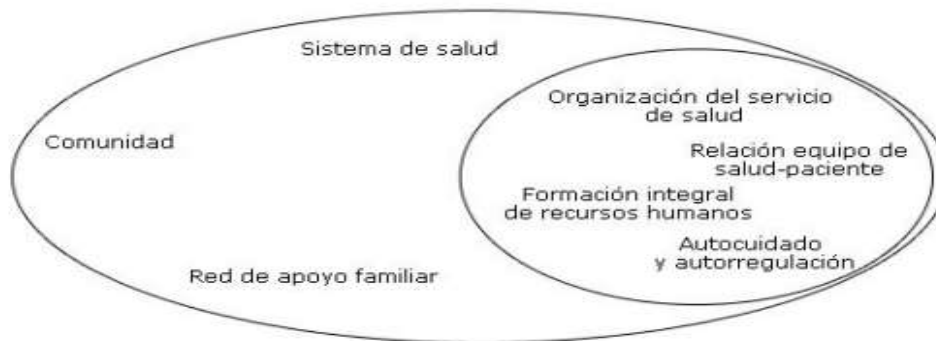 Sistema de salud
Comunidad
Red de apoyo familiar
Organización del servicio
de salud
Relación equipo de
salud-paciente
Formación integral
de recursos humanos
Autocuidado
y autorregulación